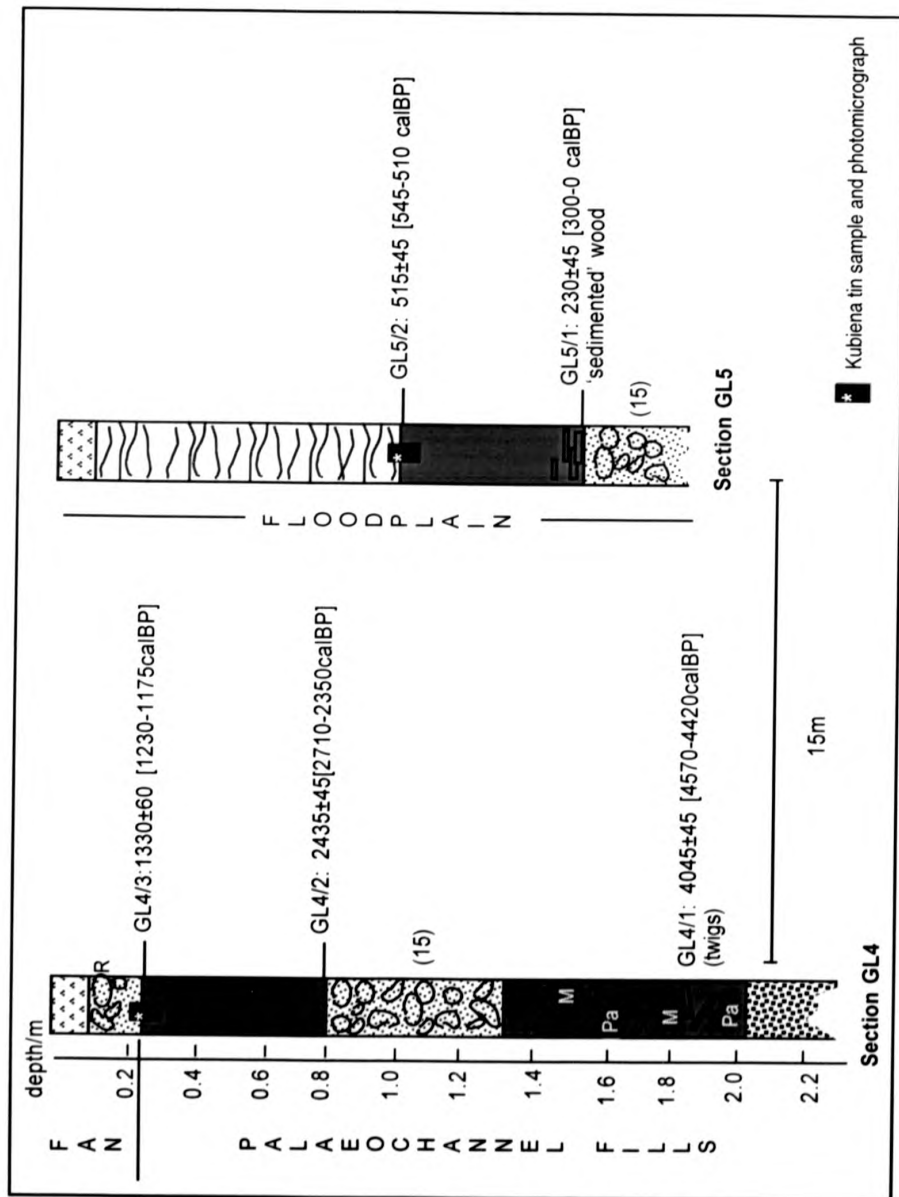 depth/m
0.2
0.4
0.6
0.8
1.0
1.2
1.4
1.6
1.8
2.0
2.2
FAN
PALAEOCHANNEL FILLS
R
*
GL4/3:1330±60 [1230-1175calBP]
GL4/2: 2435±45[2710-2350calBP]
(15)
M
Pa
M
Pa
GL4/1: 4045±45 [4570-4420calBP]
(twigs)
Section GL4
15m
FLOODPLAIN
*
GL5/2: 515±45 [545-510 calBP]
GL5/1: 230±45 [300-0 calBP]
'sedimented' wood
(15)
Section GL5
* Kubiena tin sample and photomicrograph